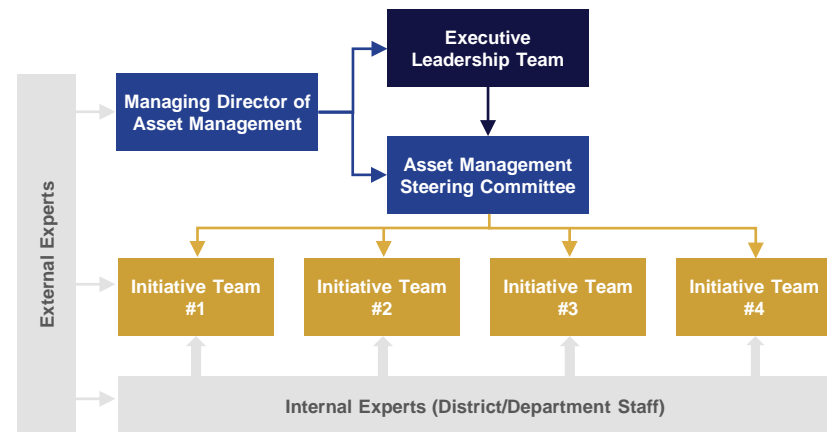 Executive
Leadership Team
Managing Director of
Asset Management
Asset Management
Steering Committee
External Experts
Initiative Team
#1
Initiative Team
#2
Initiative Team
#3
Initiative Team
#4
Internal Experts (District/Department Staff)